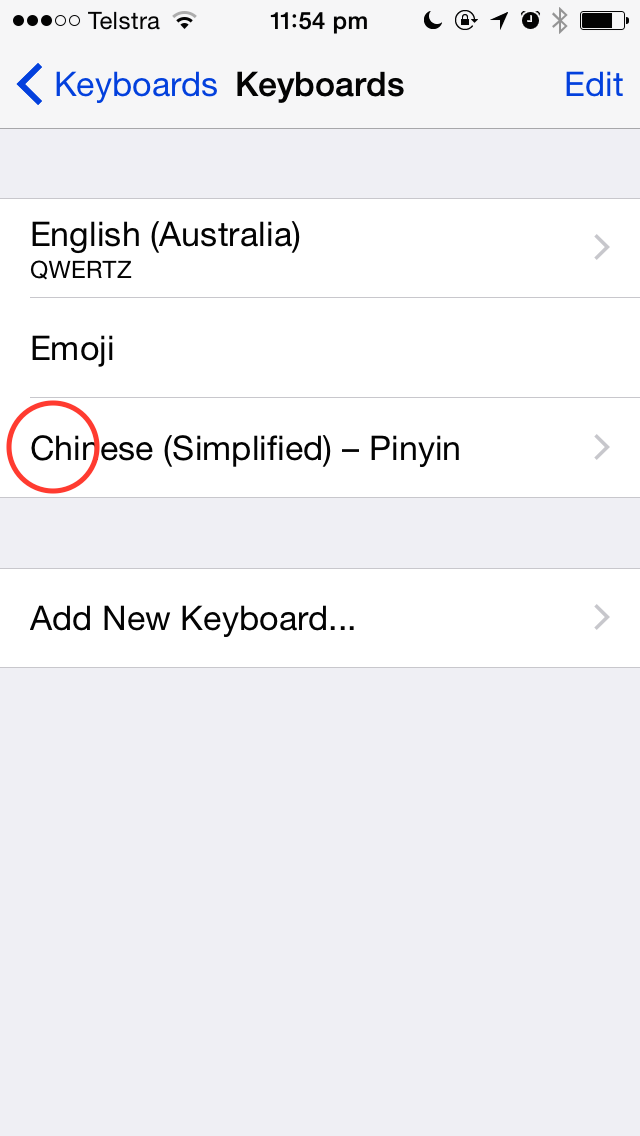 Telstra 11:54 pm
Keyboards Keyboards Edit
English (Australia)
QWERTZ
Emoji
Chinese (Simplified) – Pinyin
Add New Keyboard...